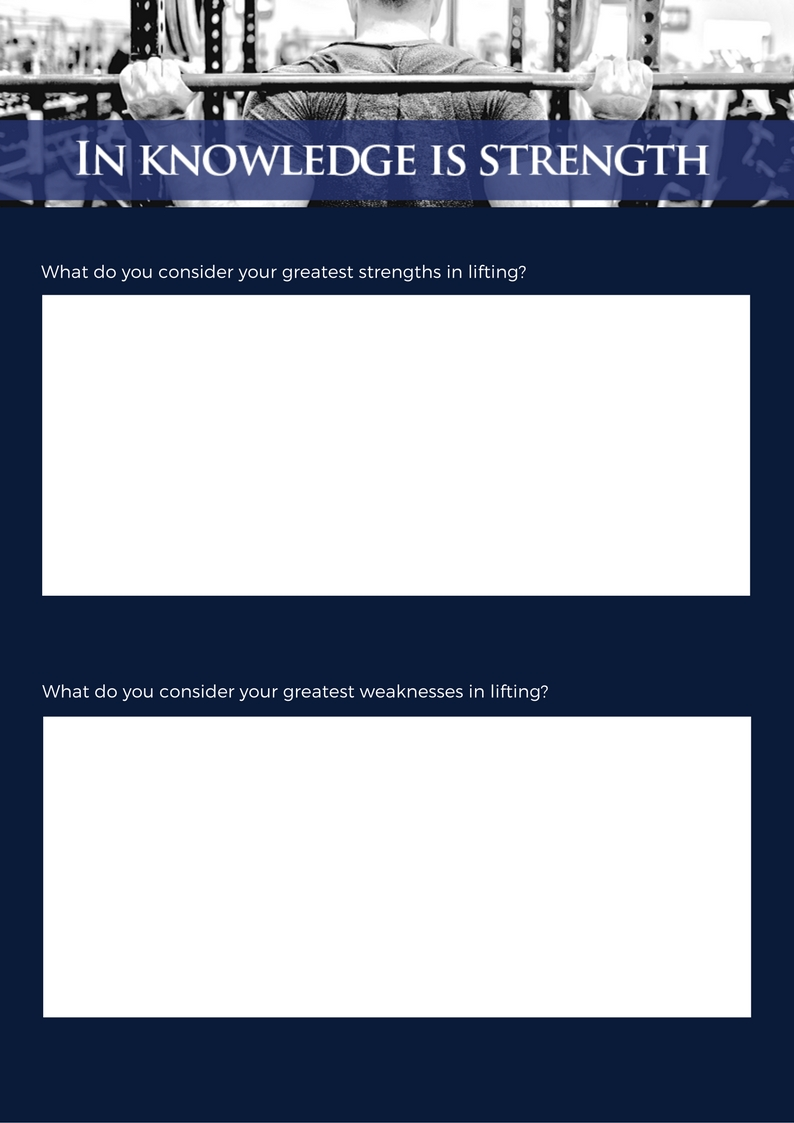 In knowledge is strength
What do you consider your greatest strengths in lifting?
What do you consider your greatest weaknesses in lifting?